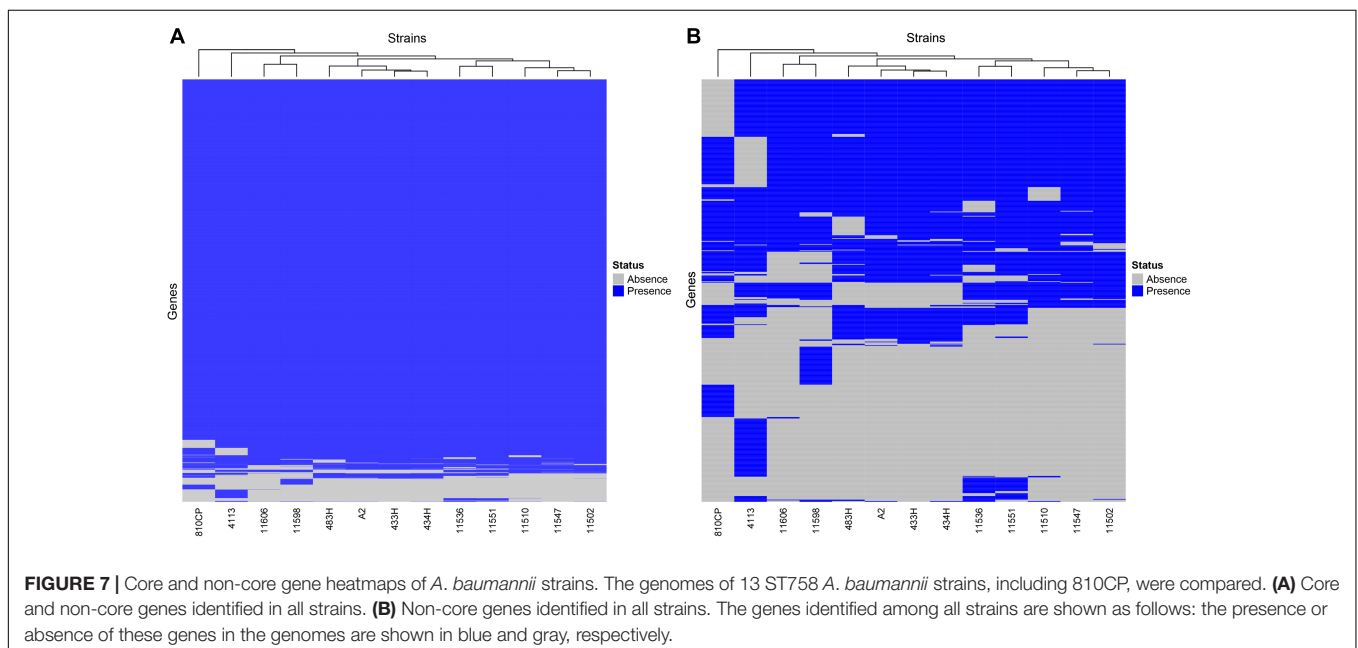 A
Strains
Genes
Status
Absence
Presence
810CP
4113
11606
11598
483H
A2
433H
434H
11536
11551
11510
11547
11502
B
Strains
Genes
Status
Absence
Presence
810CP
4113
11606
11598
483H
A2
433H
434H
11536
11551
11510
11547
11502
FIGURE 7 | Core and non-core gene heatmaps of A. baumannii strains. The genomes of 13 ST758 A. baumannii strains, including 810CP, were compared. (A) Core
and non-core genes identified in all strains. (B) Non-core genes identified in all strains. The genes identified among all strains are shown as follows: the presence or
absence of these genes in the genomes are shown in blue and gray, respectively.